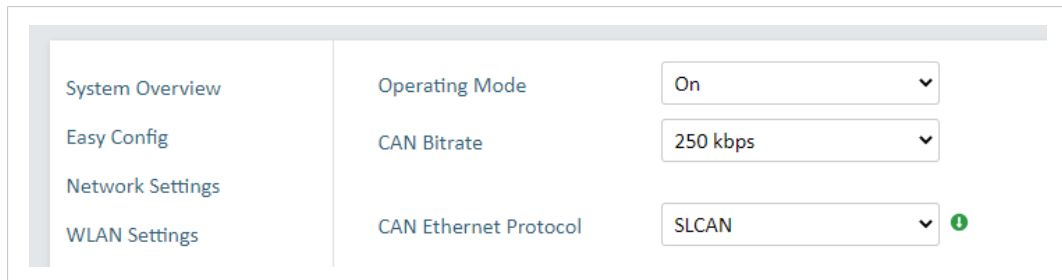 System Overview
Easy Config
Network Settings
WLAN Settings
Operating Mode
On
CAN Bitrate
250 kbps
CAN Ethernet Protocol
SLCAN